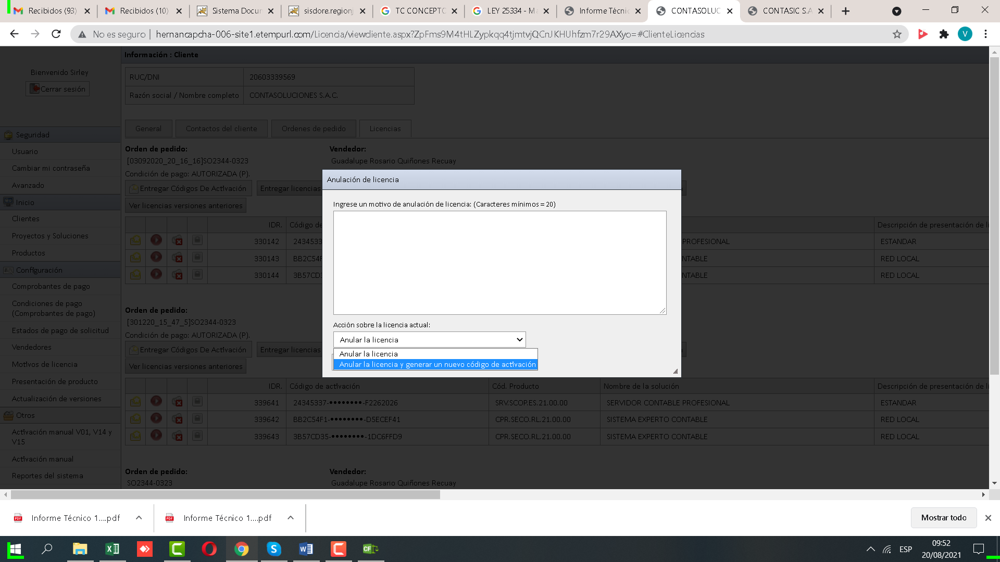 Recibidos (93)
Recibidos (10)
Sistema Docur
sisdore.regionj
TC CONCEPTO
LEY 25334 - M
Informe Técnic
CONTASOLUC
CONTASIC S.A
No es seguro | hernancapcha-006-site1.etempurl.com/Licencia/viewcliente.aspx?ZpFms9M4tHLZypkqq4tjmtvjQCnJKHUhfzm7r29AXyo=#ClienteLicencias
V
Información : Cliente
Bienvenido Sirley
Cerrar sesión
RUC/DNI 20603339569
Razón social / Nombre completo CONTASOLUCIONES S.A.C.
General Contactos del cliente Ordenes de pedido Licencias
Seguridad
Usuario
Cambiar mi contraseña
Avanzado
Inicio
Clientes
Proyectos y Soluciones
Productos
Configuración
Comprobantes de pago
Condiciones de pago
(Comprobantes de pago)
Estados de pago de solicitud
Vendedores
Motivos de licencia
Presentación de producto
Actualización de versiones
Otros
Activación manual V01, V14 y
V15
Activación manual
Reportes del sistema
Orden de pedido: Vendedor:
[03092020_20_16_16]SO2344-0323 Guadalupe Rosario Quiñones Recuay
Condición de pago: AUTORIZADA (P).
Entregar Códigos De Activación Entregar licencias
Ver licencias versiones anteriores
IDR. Código de Descripción de presentación de li
330142 2434533 PROFESIONAL ESTANDAR
330143 BB2C54F NTABLE RED LOCAL
330144 3B57CD3 NTABLE RED LOCAL
Anulación de licencia
Ingrese un motivo de anulación de licencia: (Caracteres mínimos = 20)
Acción sobre la licencia actual:
Anular la licencia
Anular la licencia
Anular la licencia y generar un nuevo código de activación
Orden de pedido:
[301220_15_47_5]SO2344-0323
Condición de pago: AUTORIZADA (P).
Entregar Códigos De Activación Entregar licencias
Ver licencias versiones anteriores
IDR. Código de activación Cód. Producto Nombre de la solución Descripción de presentación de li
339641 24345337-••••••••-F2262026 SRV.SCOP.ES.21.00.00 SERVIDOR CONTABLE PROFESIONAL ESTANDAR
339642 BB2C54F1-••••••••-D5ECEF41 CPR.SECO.RL.21.00.00 SISTEMA EXPERTO CONTABLE RED LOCAL
339643 3B57CD35-••••••••-1DC6FFD9 CPR.SECO.RL.21.00.00 SISTEMA EXPERTO CONTABLE RED LOCAL
Orden de pedido: Vendedor:
SO2344-0323 Guadalupe Rosario Quiñones Recuay
Informe Técnico 1....pdf
Informe Técnico 1....pdf
Mostrar todo
ESP
09:52
20/08/2021